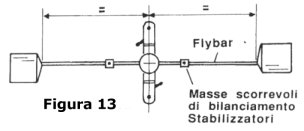 = =
Flybar
Figura 13
Masse scorrevoli
di bilanciamento
Stabilizzatori